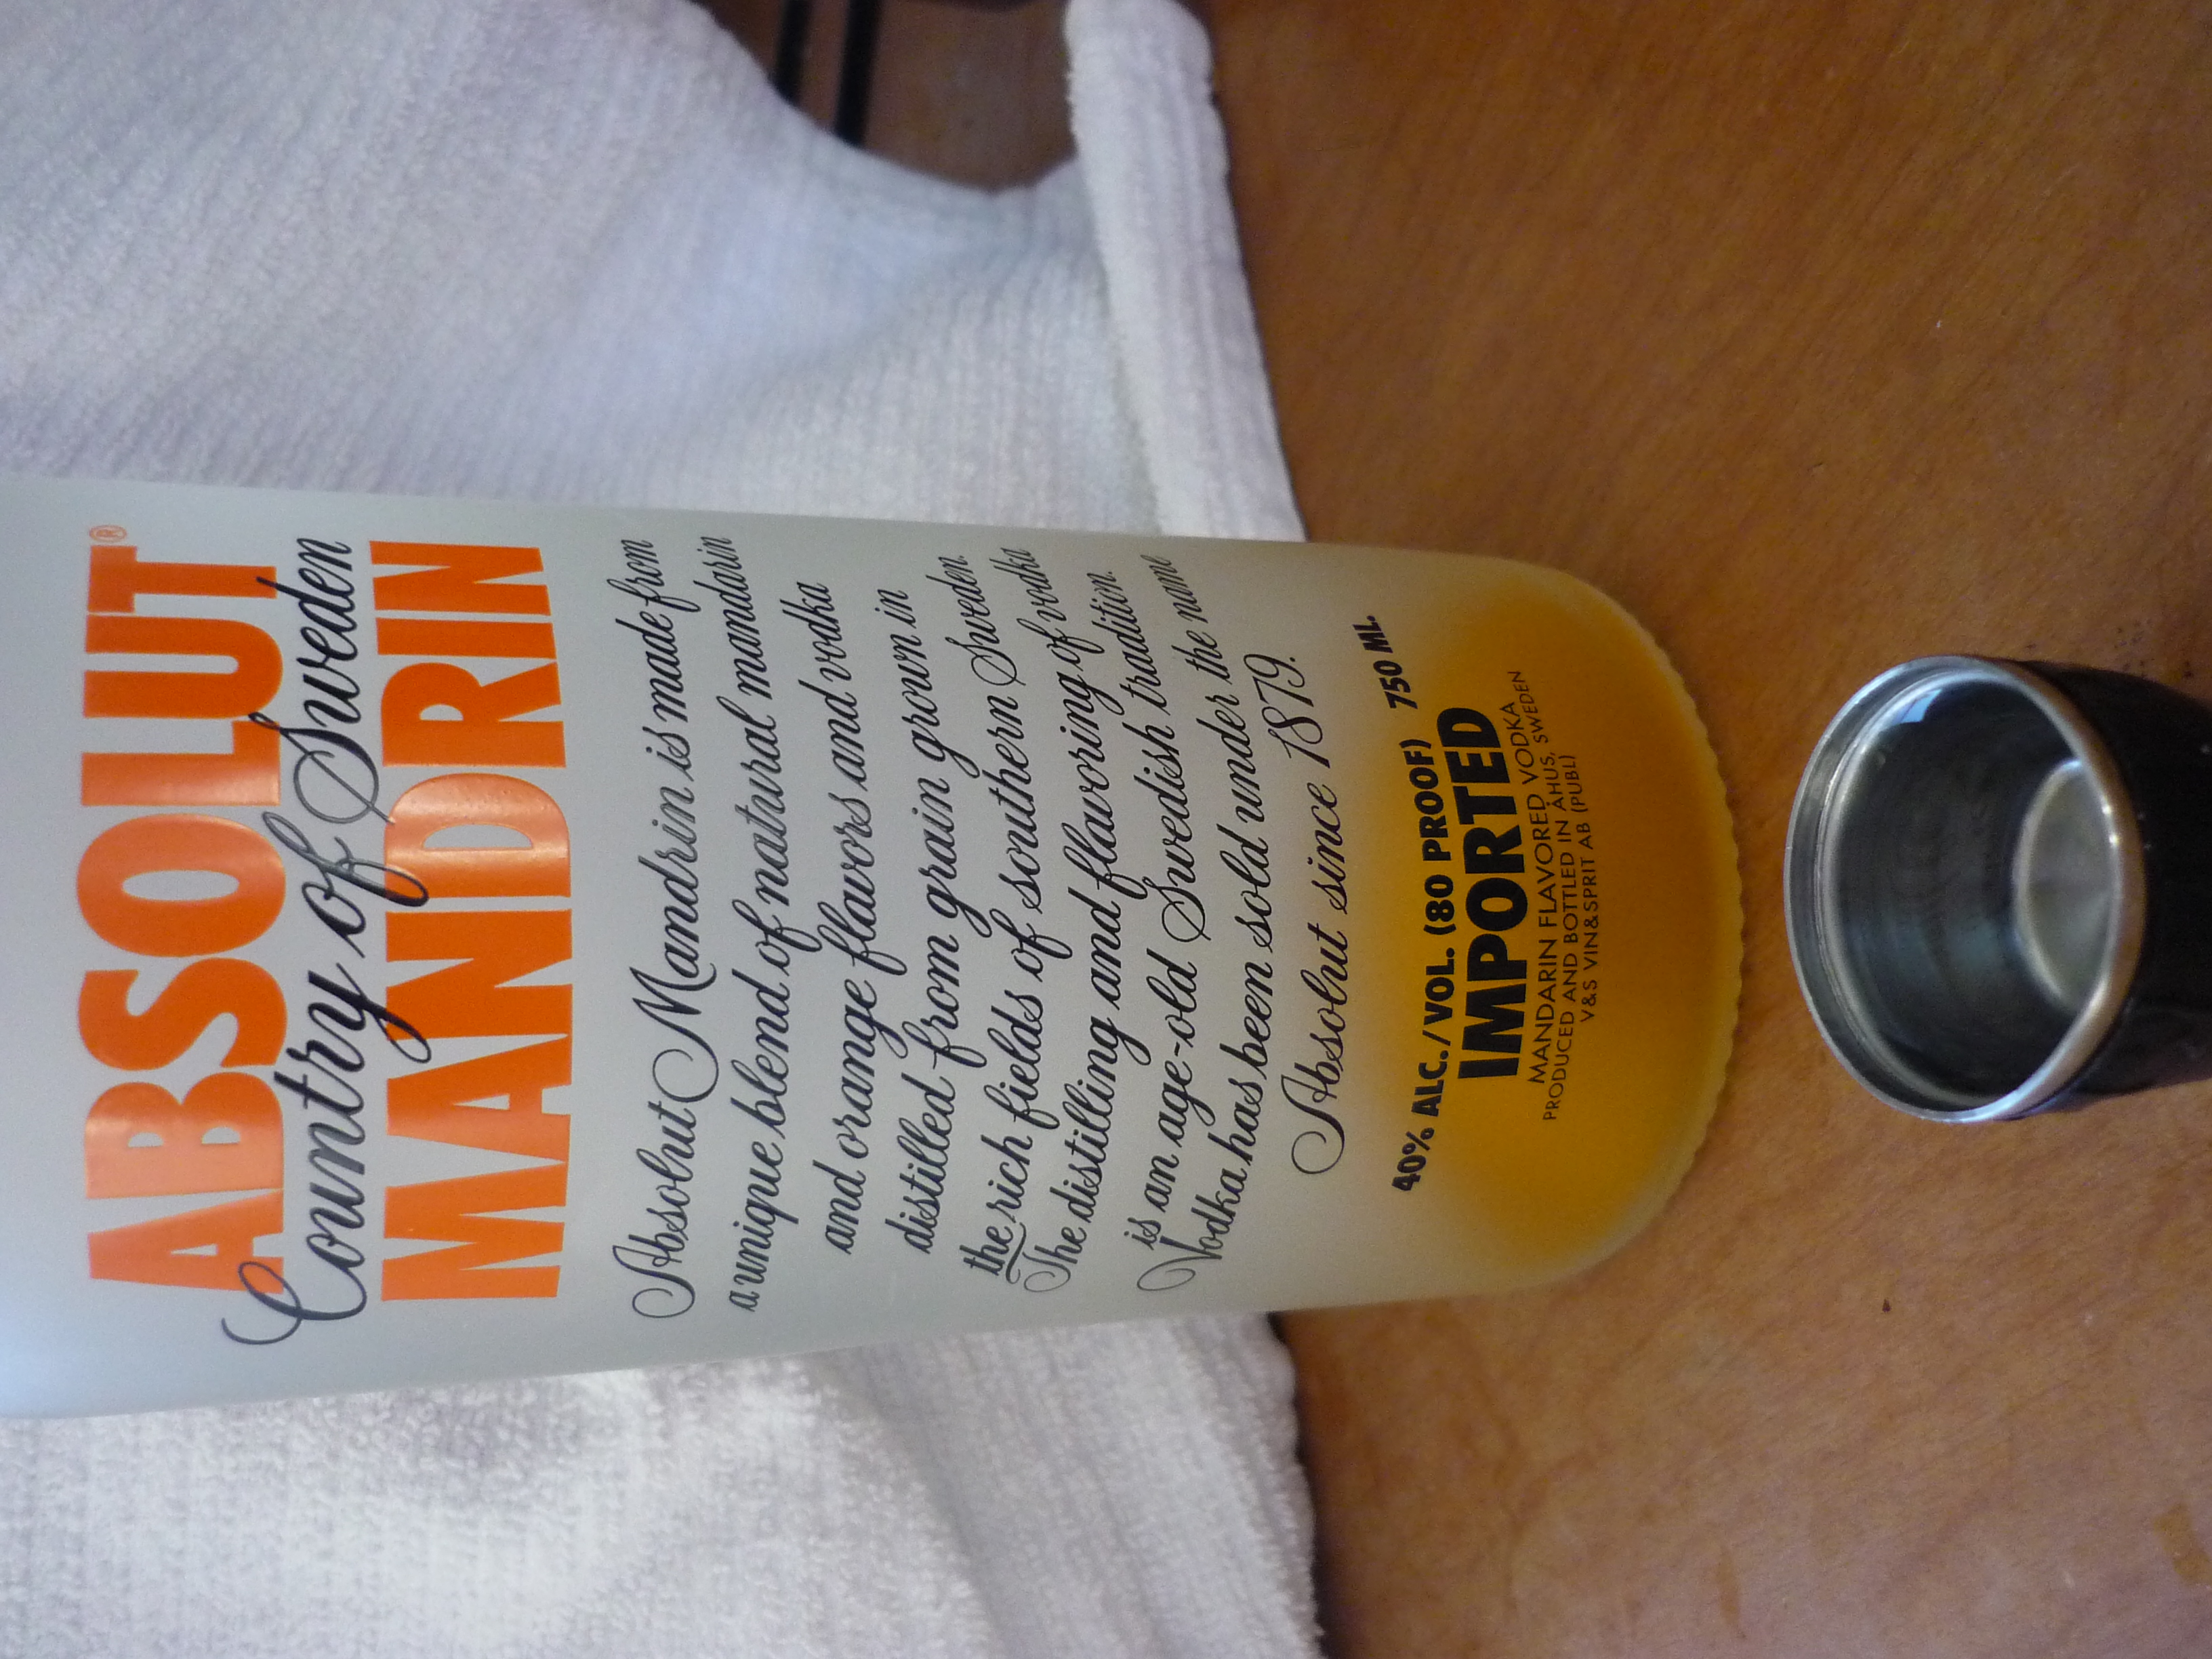 ABSOLUT®
Country of Sweden
MANDRIN
Absolut Mandrin is made from
a unique blend of natural mandarin
and orange flavors and vodka
distilled from grain grown in
the rich fields of southern Sweden.
The distilling and flavoring of vodka
is an age-old Swedish tradition.
Vodka has been sold under the name
Absolut since 1879.
40% ALC./VOL. (80 PROOF) 750 ML.
IMPORTED
MANDARIN FLAVORED VODKA
PRODUCED AND BOTTLED IN ÅHUS, SWEDEN
V&S VIN&SPRIT AB (PUBL)